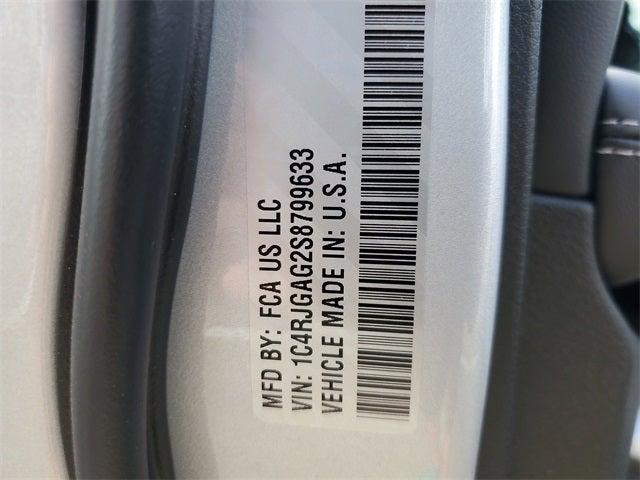 MFD BY: FCA US LLC
VIN: 1C4RJGAG2S8799633
VEHICLE MADE IN: U.S.A.